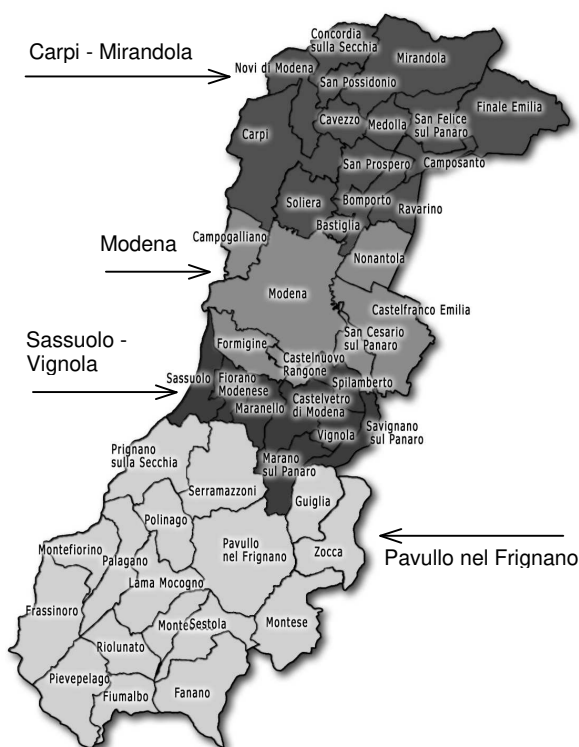 Concordia
sulla Secchia
Carpi - Mirandola
Mirandola
Novi di Modena
San Possidonio
Finale Emilia
Cavezzo
Medolla
San Felice
sul Panaro
Carpi
San Prospero
Camposanto
Soliera
Bomporto
Ravarino
Bastiglia
Campogalliano
Modena
Nonantola
Modena
Castelfranco Emilia
San Cesario
sul Panaro
Sassuolo -
Vignola
Formigine
Castelnuovo
Rangone
Sassuolo
Fiorano
Modenese
Spilamberto
Maranello
Castelvetro
di Modena
Vignola
Savignano
sul Panaro
Prignano
sulla Secchia
Marano
sul Panaro
Serramazzoni
Guiglia
Polinago
Pavullo
nel Frignano
Zocca
Pavullo nel Frignano
Montefiorino
Palagano
Lama Mocogno
Frassinoro
Sestola
Montese
Riolunato
Pievepelago
Fiumalbo
Fanano